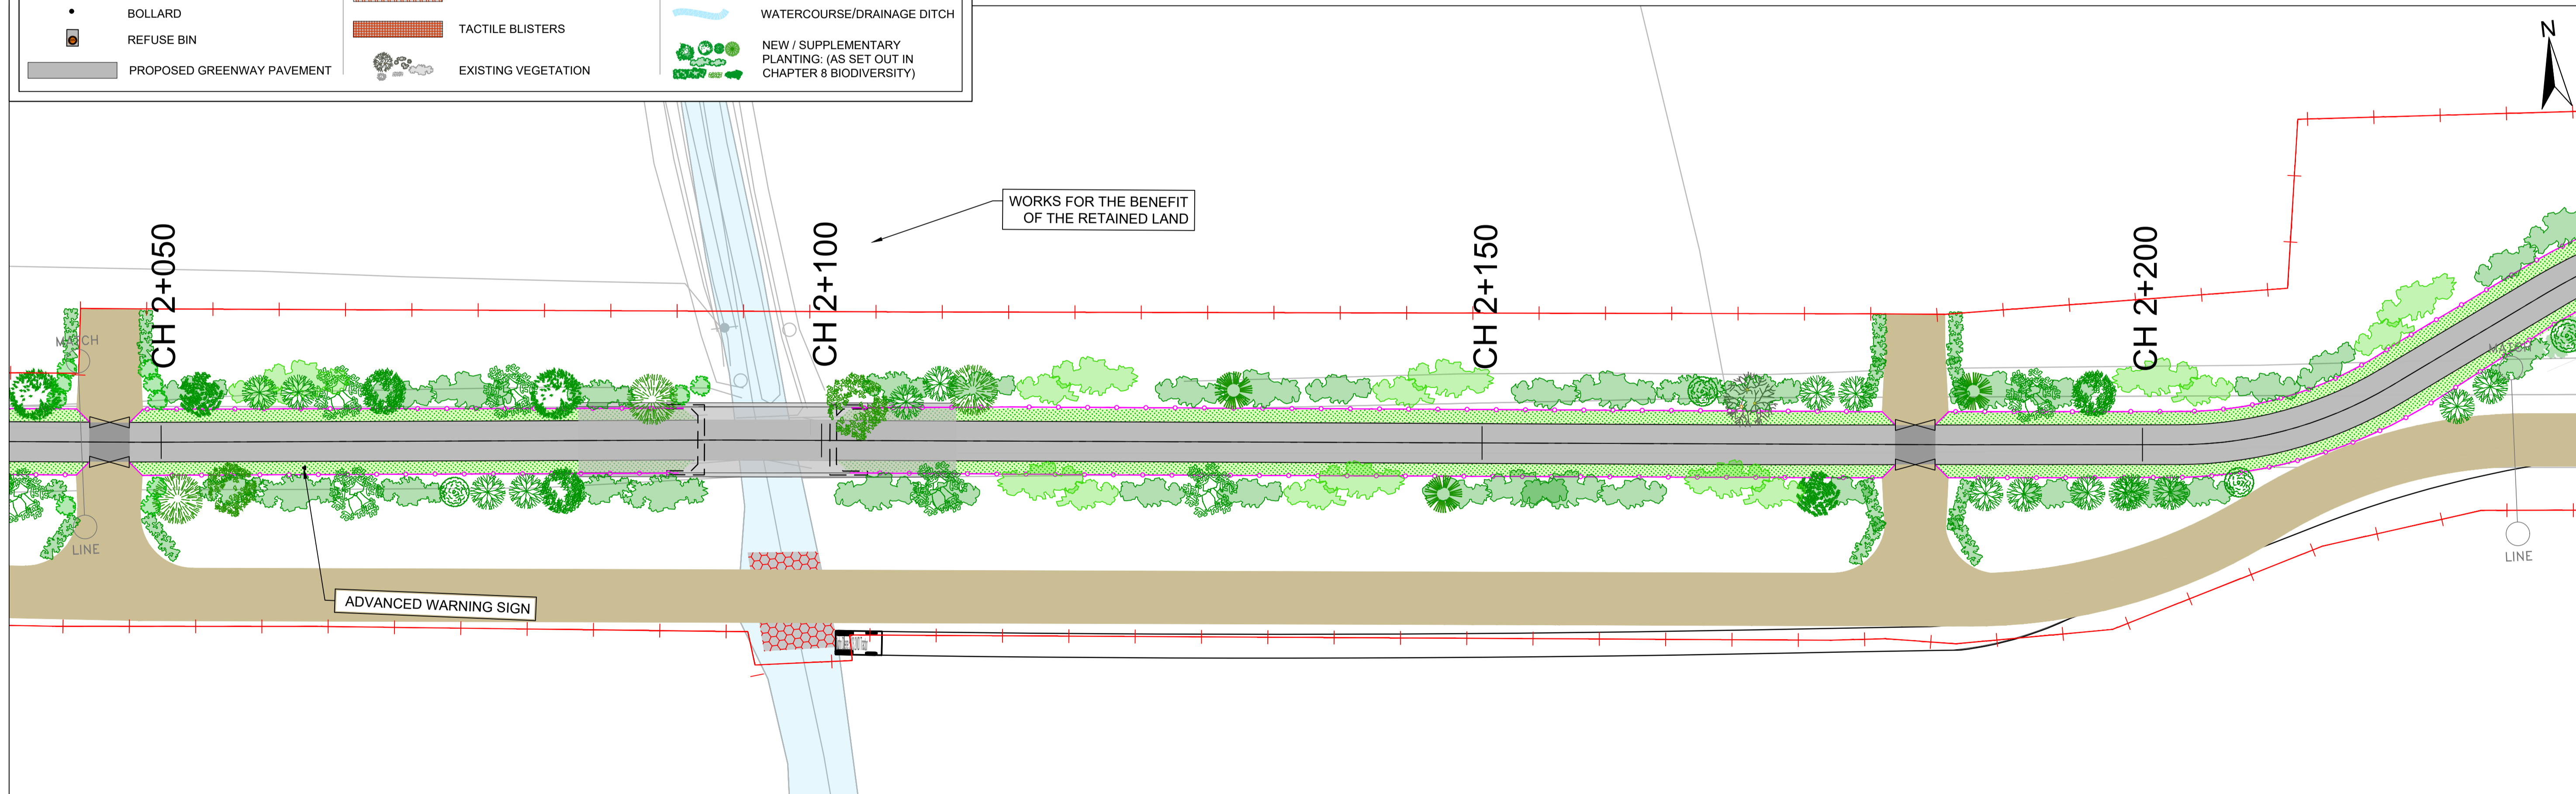 BOLLARD
REFUSE BIN
PROPOSED GREENWAY PAVEMENT
TACTILE BLISTERS
EXISTING VEGETATION
WATERCOURSE/DRAINAGE DITCH
NEW / SUPPLEMENTARY
PLANTING: (AS SET OUT IN
CHAPTER 8 BIODIVERSITY)
N
WORKS FOR THE BENEFIT
OF THE RETAINED LAND
CH 2+050
CH 2+100
CH 2+150
CH 2+200
MATCH
LINE
MATCH
LINE
ADVANCED WARNING SIGN